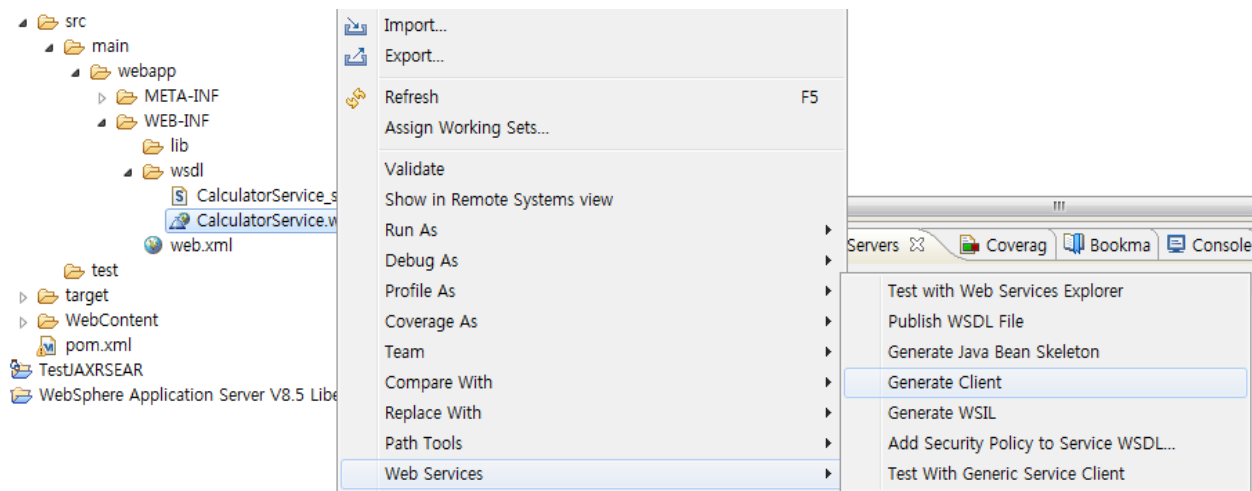 src
main
webapp
META-INF
WEB-INF
lib
wsdl
CalculatorService_s
CalculatorService.w
web.xml
test
target
WebContent
pom.xml
TestJAXRSEAR
WebSphere Application Server V8.5 Libe
Import...
Export...
Refresh F5
Assign Working Sets...
Validate
Show in Remote Systems view
Run As
Debug As
Profile As
Coverage As
Team
Compare With
Replace With
Path Tools
Web Services
Servers Coverag Bookma Console
Test with Web Services Explorer
Publish WSDL File
Generate Java Bean Skeleton
Generate Client
Generate WSIL
Add Security Policy to Service WSDL...
Test With Generic Service Client